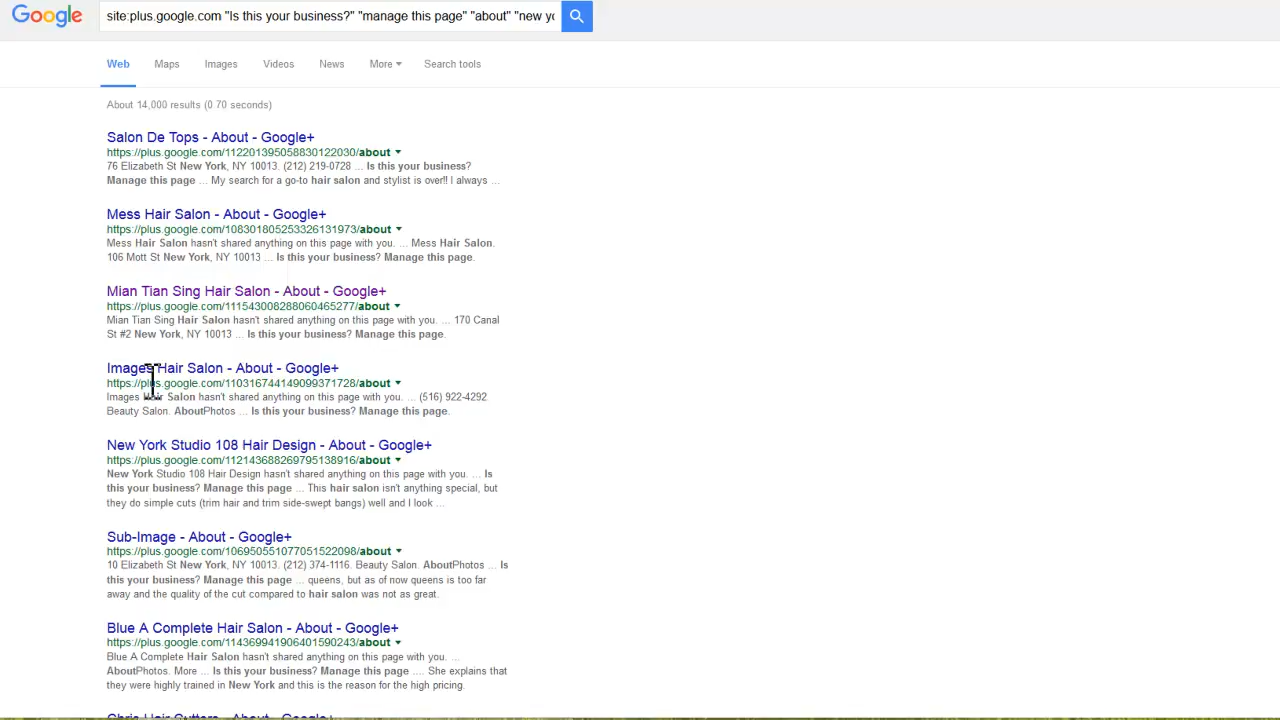 Google
site:plus.google.com "Is this your business?" "manage this page" "about" "new yo
Web Maps Images Videos News More Search tools
About 14,000 results (0 70 seconds)
Salon De Tops - About - Google+
https://plus.google.com/112201395058830122030/about
76 Elizabeth St New York, NY 10013. (212) 219-0728 ... Is this your business?
Manage this page ... My search for a go-to hair salon and stylist is over!! I always ...
Mess Hair Salon - About - Google+
https://plus.google.com/108301805253326131973/about
Mess Hair Salon hasn't shared anything on this page with you. ... Mess Hair Salon.
106 Mott St New York, NY 10013 ... Is this your business? Manage this page.
Mian Tian Sing Hair Salon - About - Google+
https://plus.google.com/111543008288060465277/about
Mian Tian Sing Hair Salon hasn't shared anything on this page with you. ... 170 Canal
St #2 New York, NY 10013 ... Is this your business? Manage this page.
Images Hair Salon - About - Google+
https://plus.google.com/110316744149099371728/about
Images Hair Salon hasn't shared anything on this page with you. ... (516) 922-4292.
Beauty Salon. AboutPhotos ... Is this your business? Manage this page.
New York Studio 108 Hair Design - About - Google+
https://plus.google.com/112143688269795138916/about
New York Studio 108 Hair Design hasn't shared anything on this page with you. ... Is
this your business? Manage this page ... This hair salon isn't anything special, but
they do simple cuts (trim hair and trim side-swept bangs) well and I look ...
Sub-Image - About - Google+
https://plus.google.com/106950551077051522098/about
10 Elizabeth St New York, NY 10013. (212) 374-1116. Beauty Salon. AboutPhotos ... Is
this your business? Manage this page ... queens, but as of now queens is too far
away and the quality of the cut compared to hair salon was not as great.
Blue A Complete Hair Salon - About - Google+
https://plus.google.com/114369941906401590243/about
Blue A Complete Hair Salon hasn't shared anything on this page with you. ...
AboutPhotos. More ... Is this your business? Manage this page .... She explains that
they were highly trained in New York and this is the reason for the high pricing.
Chris Hair Cutters - About - Google+